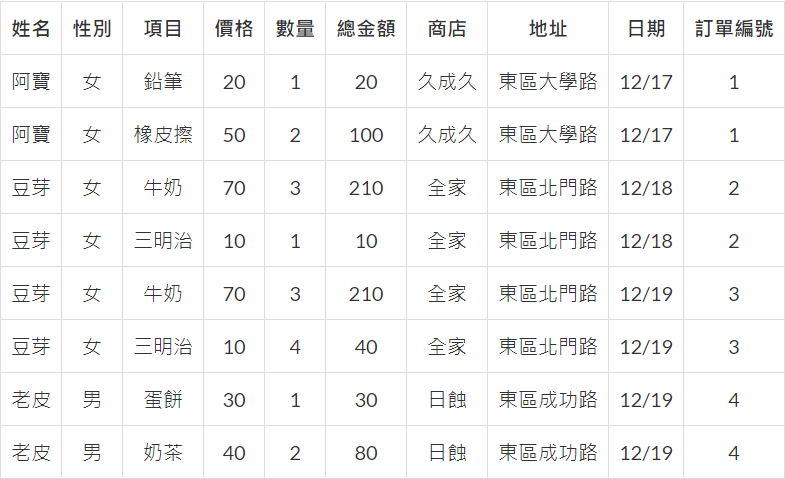 姓名 性別 項目 價格 數量 總金額 商店 地址 日期 訂單編號
阿寶 女 鉛筆 20 1 20 久成久 東區大學路 12/17 1
阿寶 女 橡皮擦 50 2 100 久成久 東區大學路 12/17 1
豆芽 女 牛奶 70 3 210 全家 東區北門路 12/18 2
豆芽 女 三明治 10 1 10 全家 東區北門路 12/18 2
豆芽 女 牛奶 70 3 210 全家 東區北門路 12/19 3
豆芽 女 三明治 10 4 40 全家 東區北門路 12/19 3
老皮 男 蛋餅 30 1 30 日蝕 東區成功路 12/19 4
老皮 男 奶茶 40 2 80 日蝕 東區成功路 12/19 4